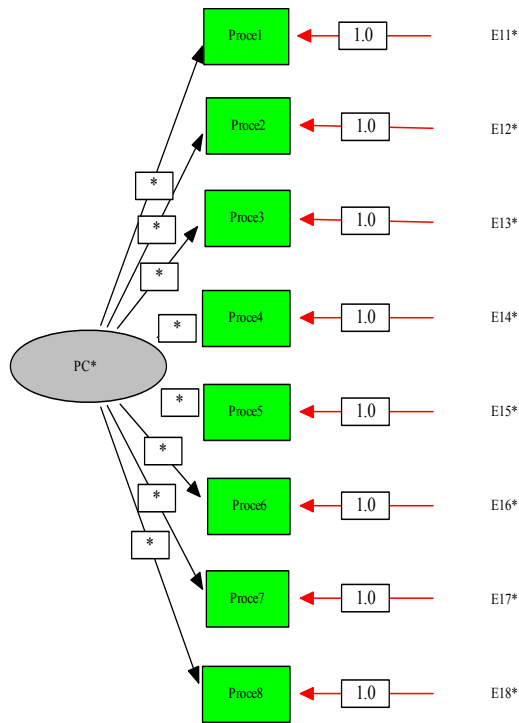 Proce1 1.0 E11*
Proce2 1.0 E12*
*
*
Proce3 1.0 E13*
*
Proce4 1.0 E14*
*
PC*
Proce5 1.0 E15*
*
*
Proce6 1.0 E16*
*
*
Proce7 1.0 E17*
Proce8 1.0 E18*